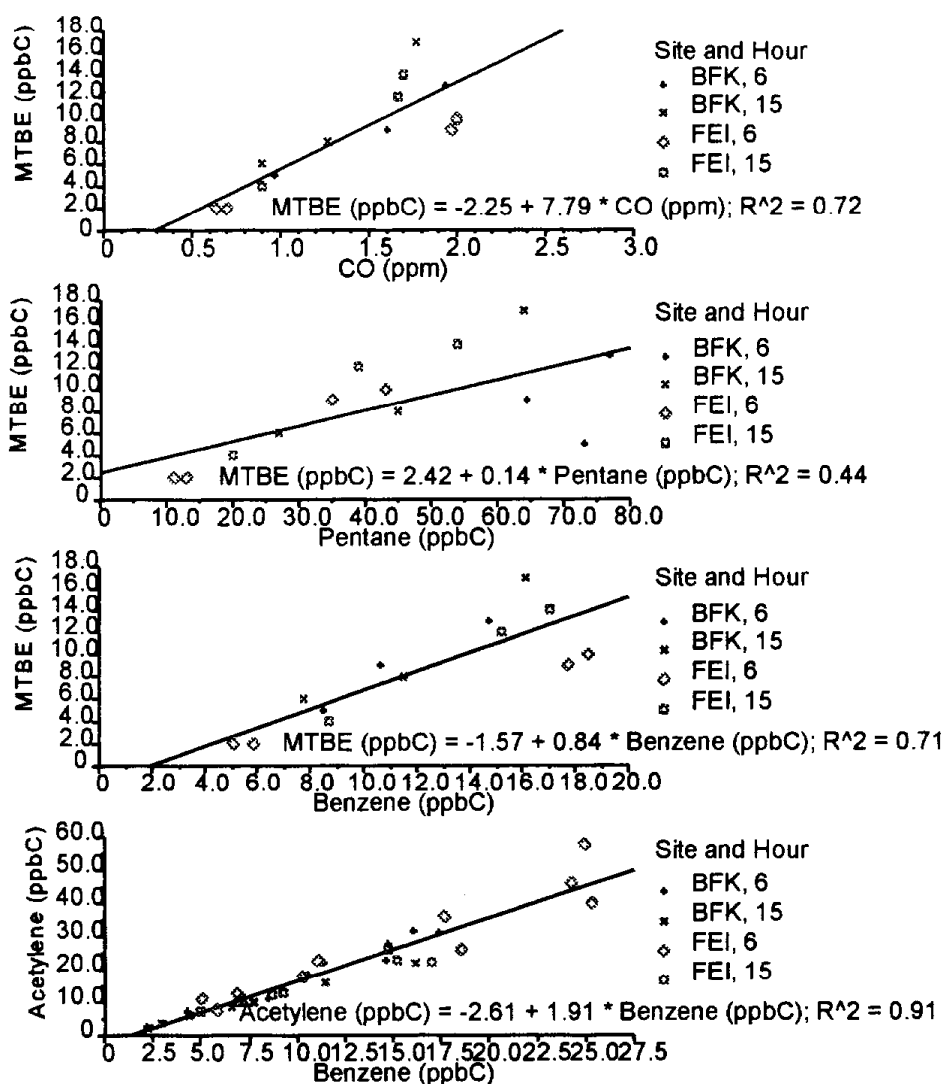 18.0
16.0
14.0
12.0
10.0
8.0
6.0
4.0
2.0
0
MTBE (ppbC)
Site and Hour
BFK, 6
BFK, 15
FEI, 6
FEI, 15
MTBE (ppbC) = -2.25 + 7.79 * CO (ppm); R^2 = 0.72
0 0.5 1.0 1.5 2.0 2.5 3.0
CO (ppm)
18.0
16.0
14.0
12.0
10.0
8.0
6.0
4.0
2.0
0
MTBE (ppbC)
Site and Hour
BFK, 6
BFK, 15
FEI, 6
FEI, 15
MTBE (ppbC) = 2.42 + 0.14 * Pentane (ppbC); R^2 = 0.44
0 10.0 20.0 30.0 40.0 50.0 60.0 70.0 80.0
Pentane (ppbC)
18.0
16.0
14.0
12.0
10.0
8.0
6.0
4.0
2.0
0
MTBE (ppbC)
Site and Hour
BFK, 6
BFK, 15
FEI, 6
FEI, 15
MTBE (ppbC) = -1.57 + 0.84 * Benzene (ppbC); R^2 = 0.71
0 2.0 4.0 6.0 8.0 10.0 12.0 14.0 16.0 18.0 20.0
Benzene (ppbC)
60.0
50.0
40.0
30.0
20.0
10.0
0
Acetylene (ppbC)
Site and Hour
BFK, 6
BFK, 15
FEI, 6
FEI, 15
Acetylene (ppbC) = -2.61 + 1.91 * Benzene (ppbC); R^2 = 0.91
0 2.5 5.0 7.5 10.0 12.5 15.0 17.5 20.0 22.5 25.0 27.5
Benzene (ppbC)